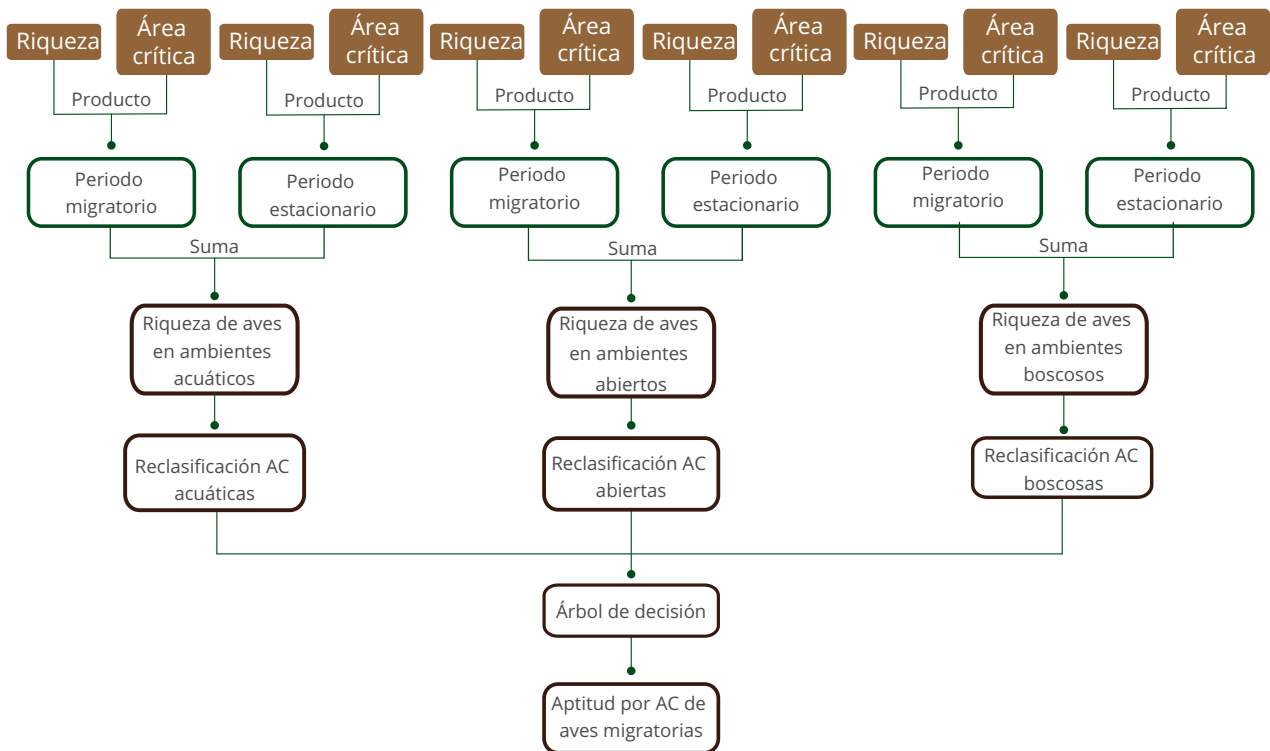 Riqueza
Área
crítica
Riqueza
Área
crítica
Riqueza
Área
crítica
Riqueza
Área
crítica
Riqueza
Área
crítica
Riqueza
Área
crítica
Producto
Producto
Producto
Producto
Producto
Producto
Periodo
migratorio
Periodo
estacionario
Periodo
migratorio
Periodo
estacionario
Periodo
migratorio
Periodo
estacionario
Suma
Suma
Suma
Riqueza de aves
en ambientes
acuáticos
Riqueza de aves
en ambientes
abiertos
Riqueza de aves
en ambientes
boscosos
Reclasificación AC
acuáticas
Reclasificación AC
abiertas
Reclasificación AC
boscosas
Árbol de decisión
Aptitud por AC de
aves migratorias